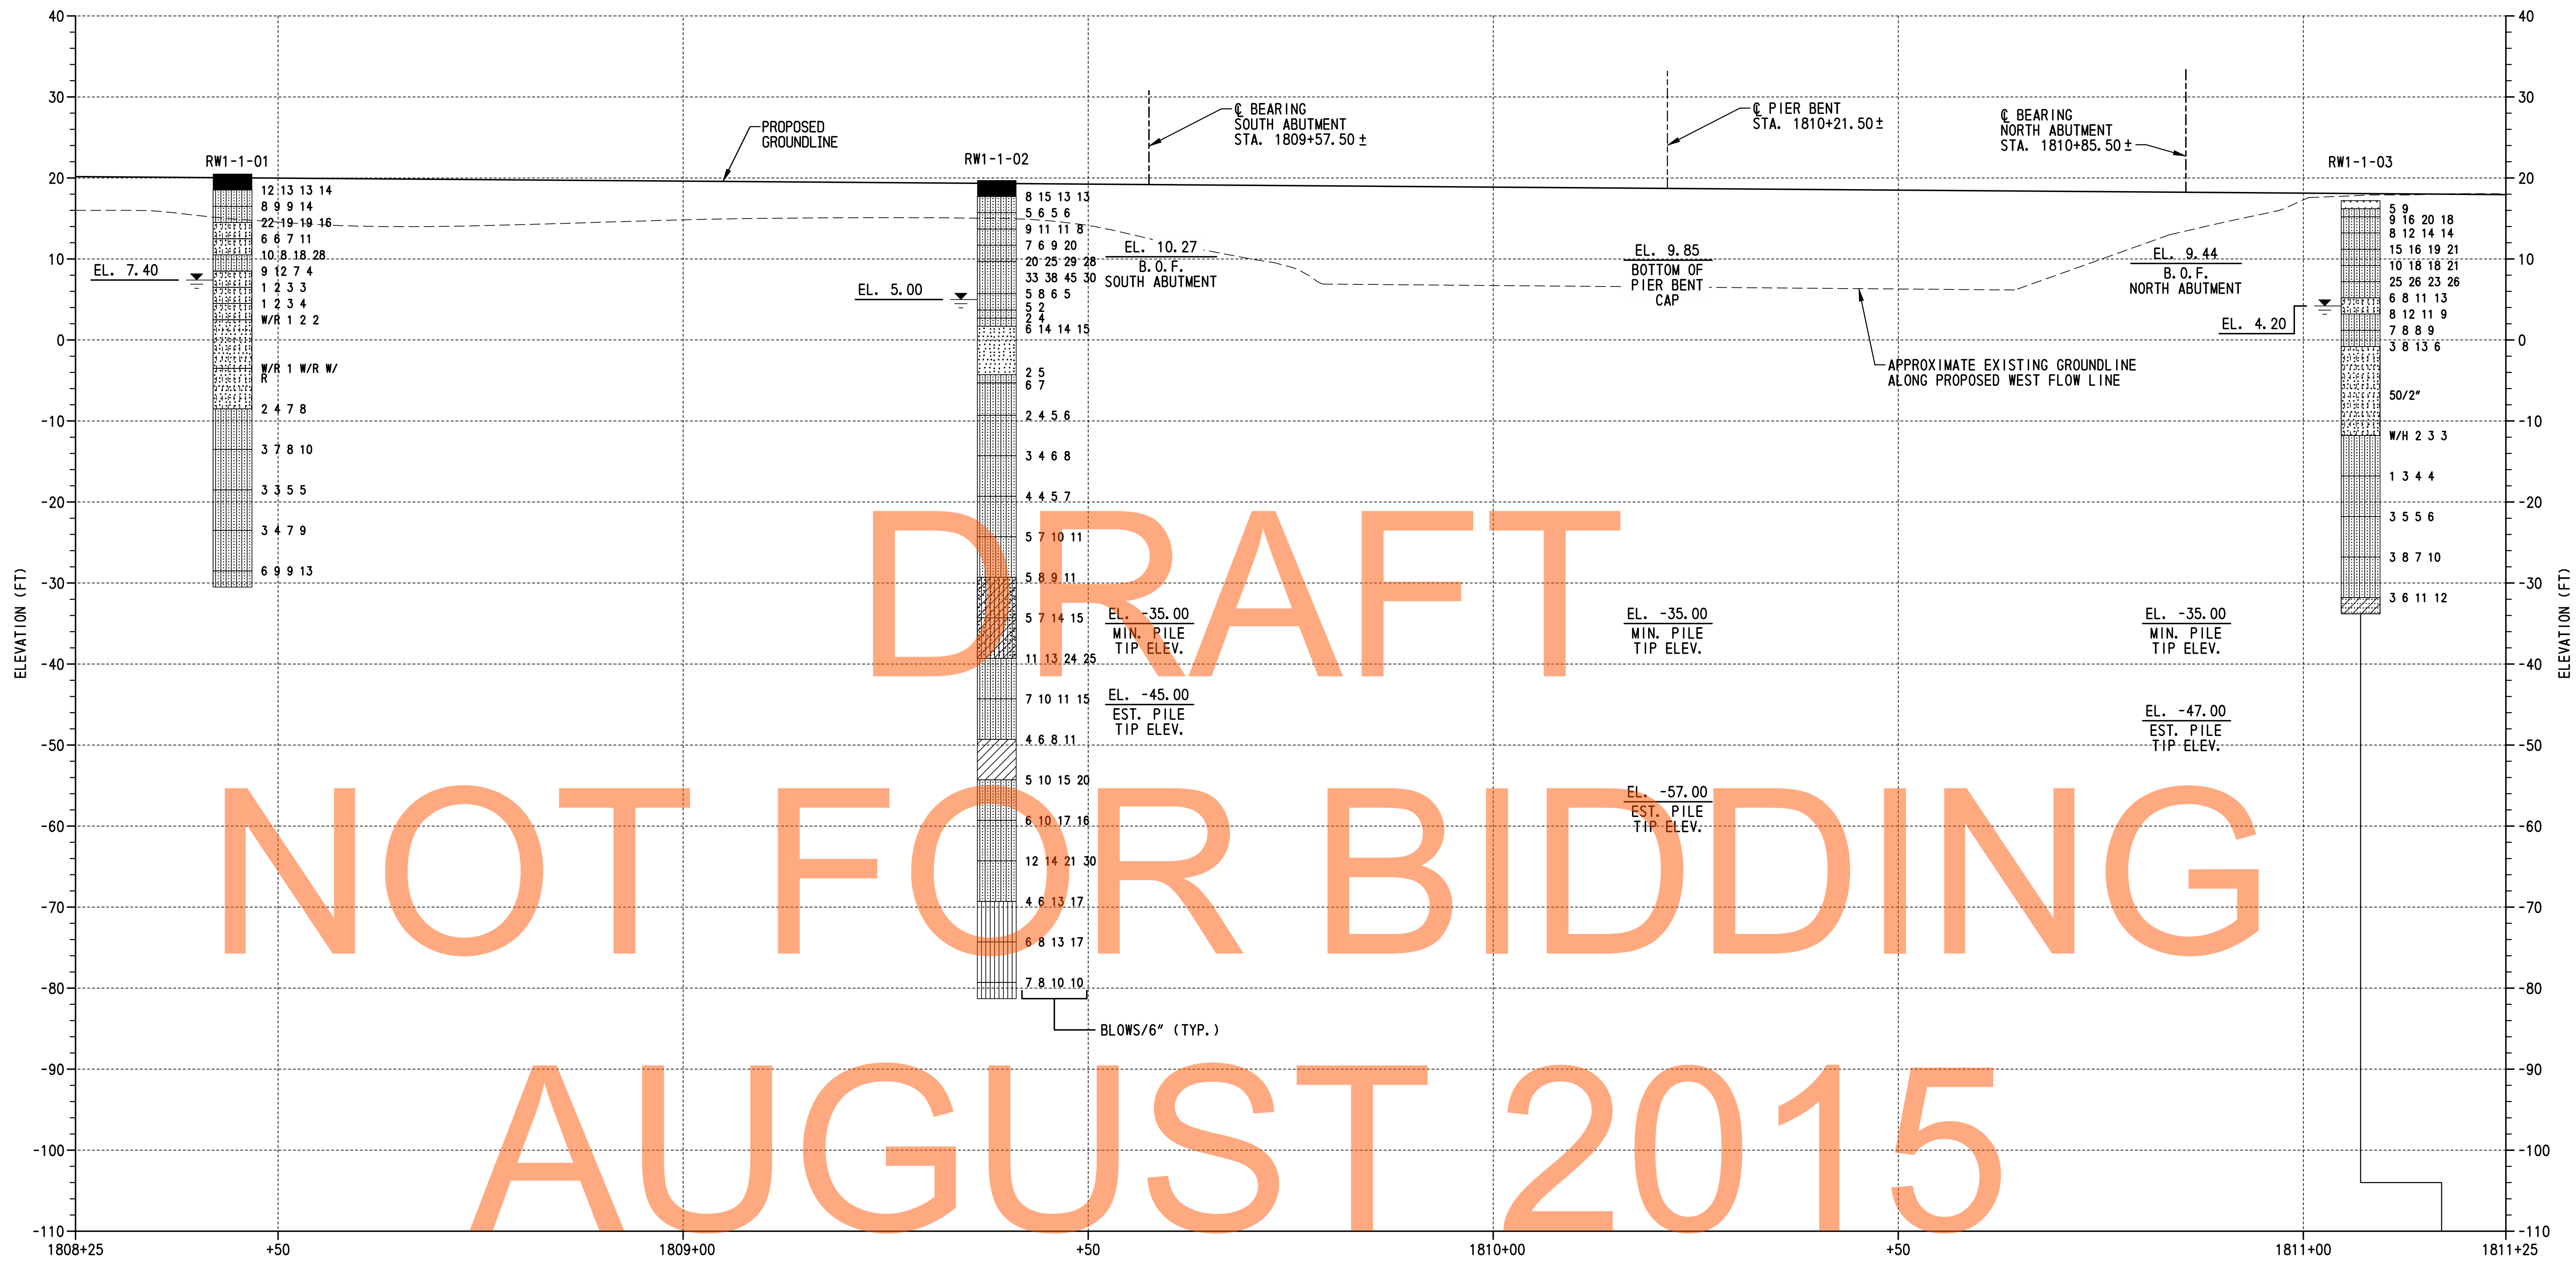 40
40
30
30
20
20
10
10
0
0
-10
-10
-20
-20
-30
-30
-40
-40
-50
-50
-60
-60
-70
-70
-80
-80
-90
-90
-100
-100
-110
-110
ELEVATION (FT)
ELEVATION (FT)
1808+25
+50
1809+00
+50
1810+00
+50
1811+00
1811+25
RW1-1-01
12 13 13 14
8 9 9 14
22 19 19 16
6 6 7 11
10 8 18 28
9 12 7 4
1 2 3 3
1 2 3 4
W/R 1 2 2
W/R 1 W/R W/
R
2 4 7 8
3 7 8 10
3 3 5 5
3 4 7 9
6 9 9 13
EL. 7.40
PROPOSED
GROUNDLINE
RW1-1-02
8 15 13 13
5 6 5 6
9 11 11 8
7 6 9 20
20 25 29 28
33 38 45 30
5 8 6 5
5 2
2 4
6 14 14 15
2 5
6 7
2 4 5 6
3 4 6 8
4 4 5 7
5 7 10 11
5 8 9 11
5 7 14 15
11 13 24 25
7 10 11 15
4 6 8 11
5 10 15 20
6 10 17 16
12 14 21 30
4 6 13 17
6 8 13 17
7 8 10 10
BLOWS/6" (TYP.)
EL. 5.00
℄ BEARING
SOUTH ABUTMENT
STA. 1809+57.50±
EL. 10.27
B.O.F.
SOUTH ABUTMENT
EL. -35.00
MIN. PILE
TIP ELEV.
EL. -45.00
EST. PILE
TIP ELEV.
℄ PIER BENT
STA. 1810+21.50±
EL. 9.85
BOTTOM OF
PIER BENT
CAP
EL. -35.00
MIN. PILE
TIP ELEV.
EL. -57.00
EST. PILE
TIP ELEV.
APPROXIMATE EXISTING GROUNDLINE
ALONG PROPOSED WEST FLOW LINE
℄ BEARING
NORTH ABUTMENT
STA. 1810+85.50±
EL. 9.44
B.O.F.
NORTH ABUTMENT
EL. -35.00
MIN. PILE
TIP ELEV.
EL. -47.00
EST. PILE
TIP ELEV.
EL. 4.20
RW1-1-03
5 9
9 16 20 18
8 12 14 14
15 16 19 21
10 18 18 21
25 26 23 26
6 8 11 13
8 12 11 9
7 8 8 9
3 8 13 6
50/2"
W/H 2 3 3
1 3 4 4
3 5 5 6
3 8 7 10
3 6 11 12
DRAFT
NOT FOR BIDDING
AUGUST 2015